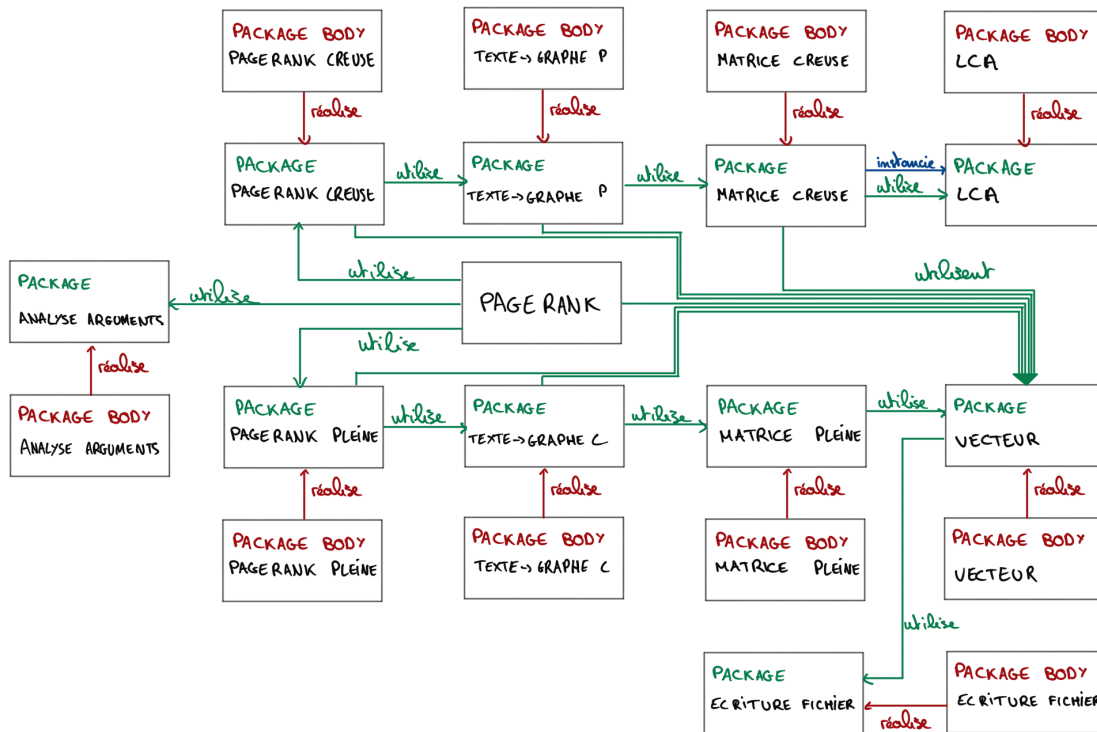 PACKAGE BODY
PAGERANK CREUSE
PACKAGE BODY
TEXTE -> GRAPHE P
PACKAGE BODY
MATRICE CREUSE
PACKAGE BODY
LCA
réalise
réalise
réalise
réalise
PACKAGE
PAGERANK CREUSE
utilise
PACKAGE
TEXTE -> GRAPHE P
utilise
PACKAGE
MATRICE CREUSE
instancie
utilise
PACKAGE
LCA
utilise
utilisent
PACKAGE
ANALYSE ARGUMENTS
utilise
PAGERANK
utilise
réalise
PACKAGE BODY
ANALYSE ARGUMENTS
PACKAGE
PAGERANK PLEINE
utilise
PACKAGE
TEXTE -> GRAPHE C
utilise
PACKAGE
MATRICE PLEINE
utilise
PACKAGE
VECTEUR
réalise
réalise
réalise
réalise
PACKAGE BODY
PAGERANK PLEINE
PACKAGE BODY
TEXTE -> GRAPHE C
PACKAGE BODY
MATRICE PLEINE
PACKAGE BODY
VECTEUR
utilise
PACKAGE
ECRITURE FICHIER
réalise
PACKAGE BODY
ECRITURE FICHIER